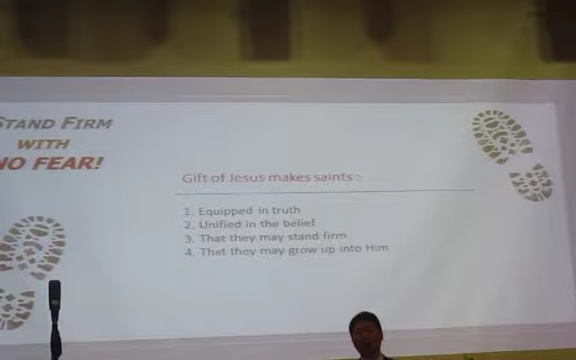 STAND FIRM
WITH
NO FEAR!
Gift of Jesus makes saints :
1. Equipped in truth
2. Unified in the belief
3. That they may stand firm
4. That they may grow up into Him